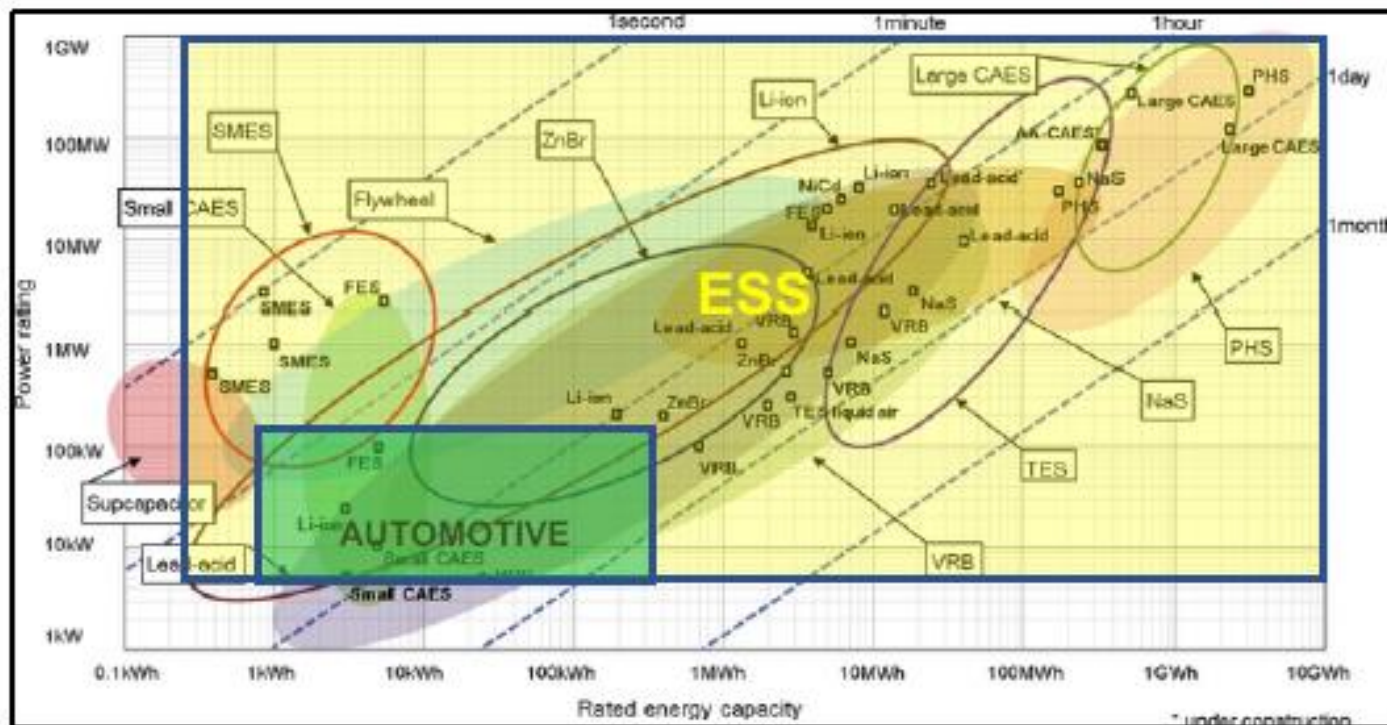 1second 1minute 1hour
1GW
Large CAES PHS 1day
Li-ion Large CAES
SMES ZnBr
100MW AA-CAES* Large CAES
Li-ion Lead-acid* NaS
Small CAES Flywheel NiCd PHS
FES Lead-acid
10MW Li-ion Lead-acid 1month
FES Lead-acid
SMES ESS NaS
Lead-acid VRB VRB
1MW SMES ZnBr NaS PHS
SMES VRB NaS
Li-ion ZnBr VRB TES liquid air
100kW FES VRB TES
Supcapacitor
Li-ion AUTOMOTIVE
10kW Small CAES
Lead-acid VRB
Small CAES
1kW
Power rating
0.1kWh 1kWh 10kWh 100kWh 1MWh 10MWh 100MWh 1GWh 10GWh
Rated energy capacity
* under construction